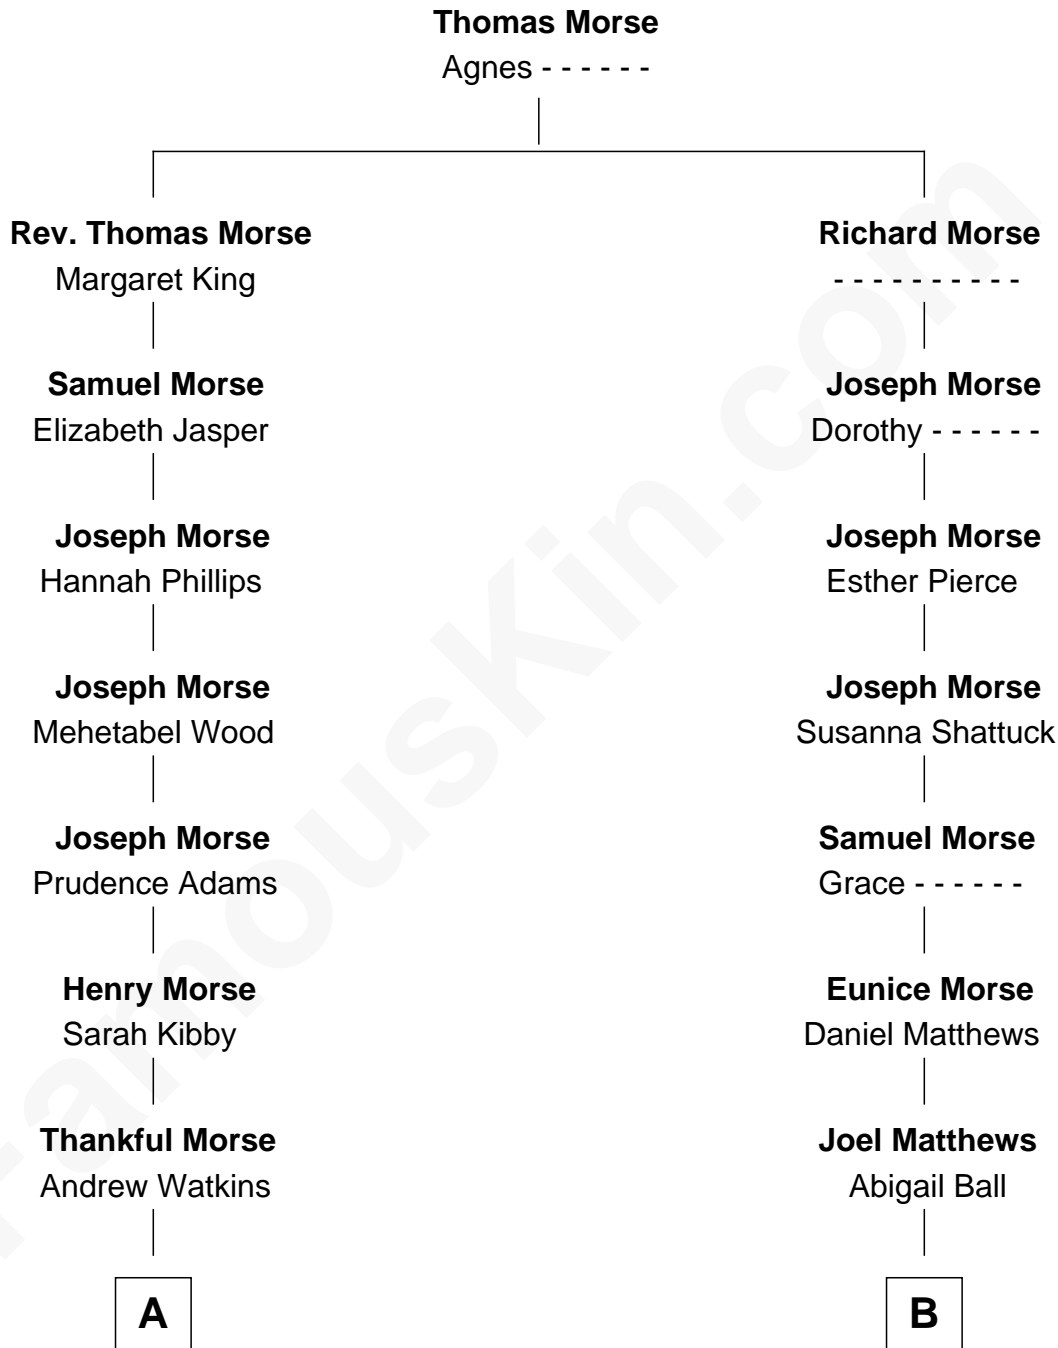 Thomas Morse
Agnes - - - - - -
Rev. Thomas Morse
Margaret King
Samuel Morse
Elizabeth Jasper
Joseph Morse
Hannah Phillips
Joseph Morse
Mehetabel Wood
Joseph Morse
Prudence Adams
Henry Morse
Sarah Kibby
Thankful Morse
Andrew Watkins
A
Richard Morse
- - - - - - - - - -
Joseph Morse
Dorothy - - - - - -
Joseph Morse
Esther Pierce
Joseph Morse
Susanna Shattuck
Samuel Morse
Grace - - - - - -
Eunice Morse
Daniel Matthews
Joel Matthews
Abigail Ball
B
FamousKin.com